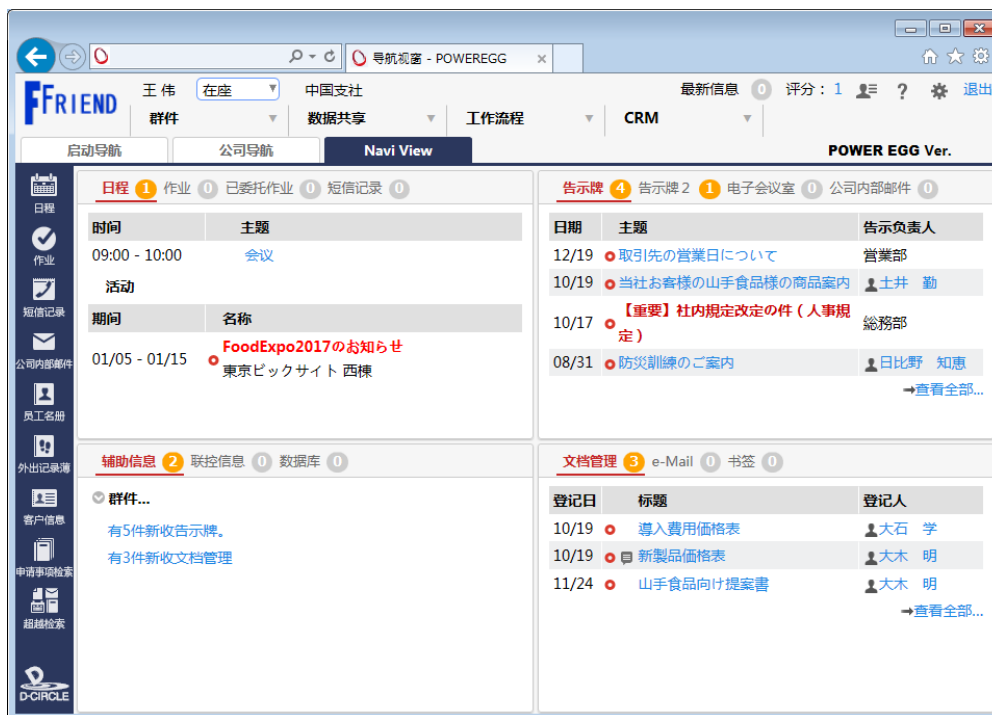 导航视窗 - POWEREGG
FFRIEND 王 伟 在座 中国支社 最新信息 0 评分：1 ? 退出
群件 数据共享 工作流程 CRM
启动导航 公司导航 Navi View POWER EGG Ver.
日程
作业
短信记录
公司内部邮件
员工名册
外出记录薄
客户信息
申请事项检索
超越检索
D-CIRCLE
日程 1 作业 0 已委托作业 0 短信记录 0
时间 主题
09:00 - 10:00 会议
活动
期间 名称
01/05 - 01/15 FoodExpo2017のお知らせ
東京ビックサイト 西棟
告示牌 4 告示牌２ 1 电子会议室 0 公司内部邮件 0
日期 主题 告示负责人
12/19 取引先の営業日について 営業部
10/19 当社お客様の山手食品様の商品案内 土井 勤
10/17 【重要】社内規定改定の件（人事規定） 総務部
08/31 防災訓練のご案内 日比野 知恵
→查看全部...
辅助信息 2 联控信息 0 数据库 0
群件...
有5件新收告示牌。
有3件新收文档管理
文档管理 3 e-Mail 0 书签 0
登记日 标题 登记人
10/19 導入費用価格表 大石 学
10/19 新製品価格表 大木 明
11/24 山手食品向け提案書 大木 明
→查看全部...